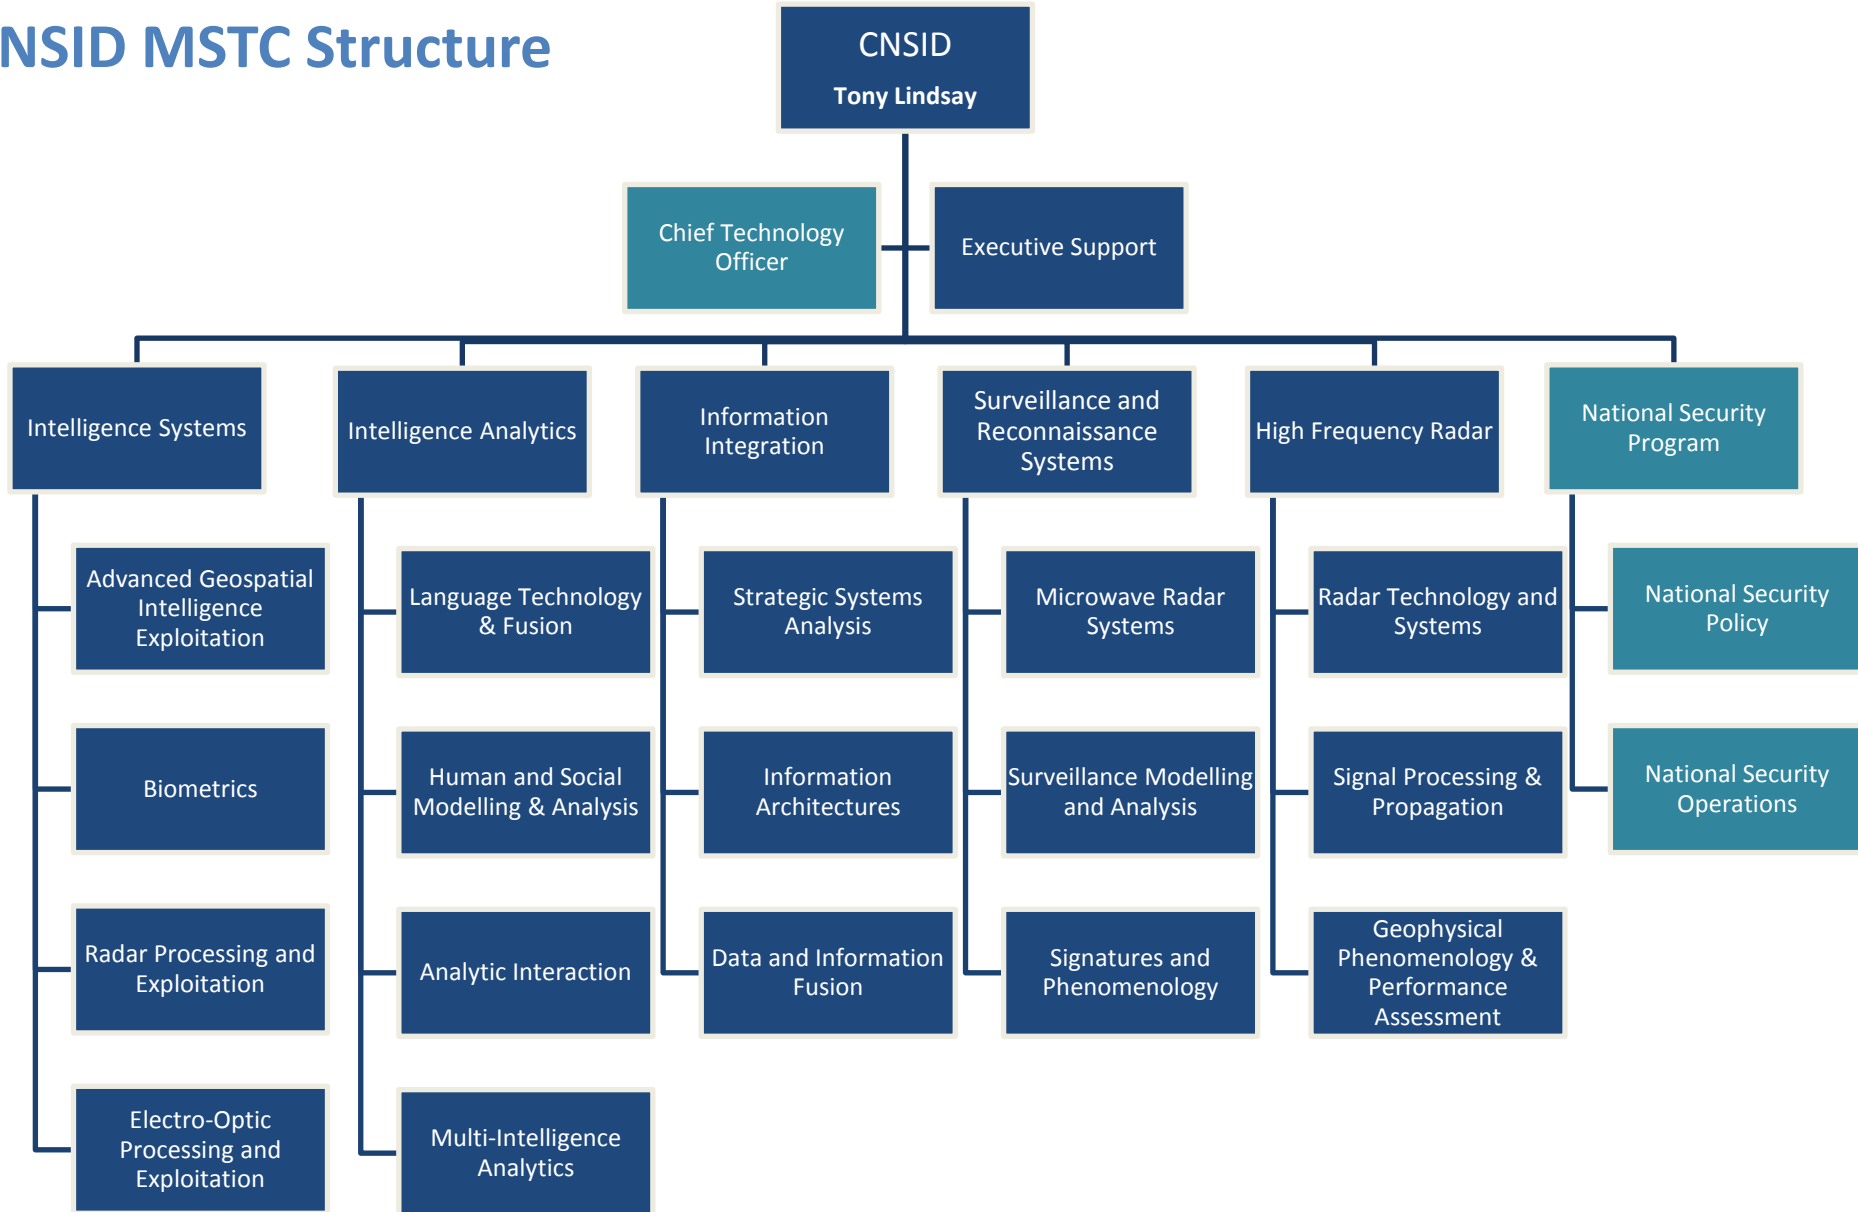 NSID MSTC Structure
CNSID
Tony Lindsay
Chief Technology
Officer
Executive Support
Intelligence Systems
Intelligence Analytics
Information
Integration
Surveillance and
Reconnaissance
Systems
High Frequency Radar
National Security
Program
Advanced Geospatial
Intelligence
Exploitation
Language Technology
& Fusion
Strategic Systems
Analysis
Microwave Radar
Systems
Radar Technology and
Systems
National Security
Policy
Biometrics
Human and Social
Modelling & Analysis
Information
Architectures
Surveillance Modelling
and Analysis
Signal Processing &
Propagation
National Security
Operations
Radar Processing and
Exploitation
Analytic Interaction
Data and Information
Fusion
Signatures and
Phenomenology
Geophysical
Phenomenology &
Performance
Assessment
Electro-Optic
Processing and
Exploitation
Multi-Intelligence
Analytics